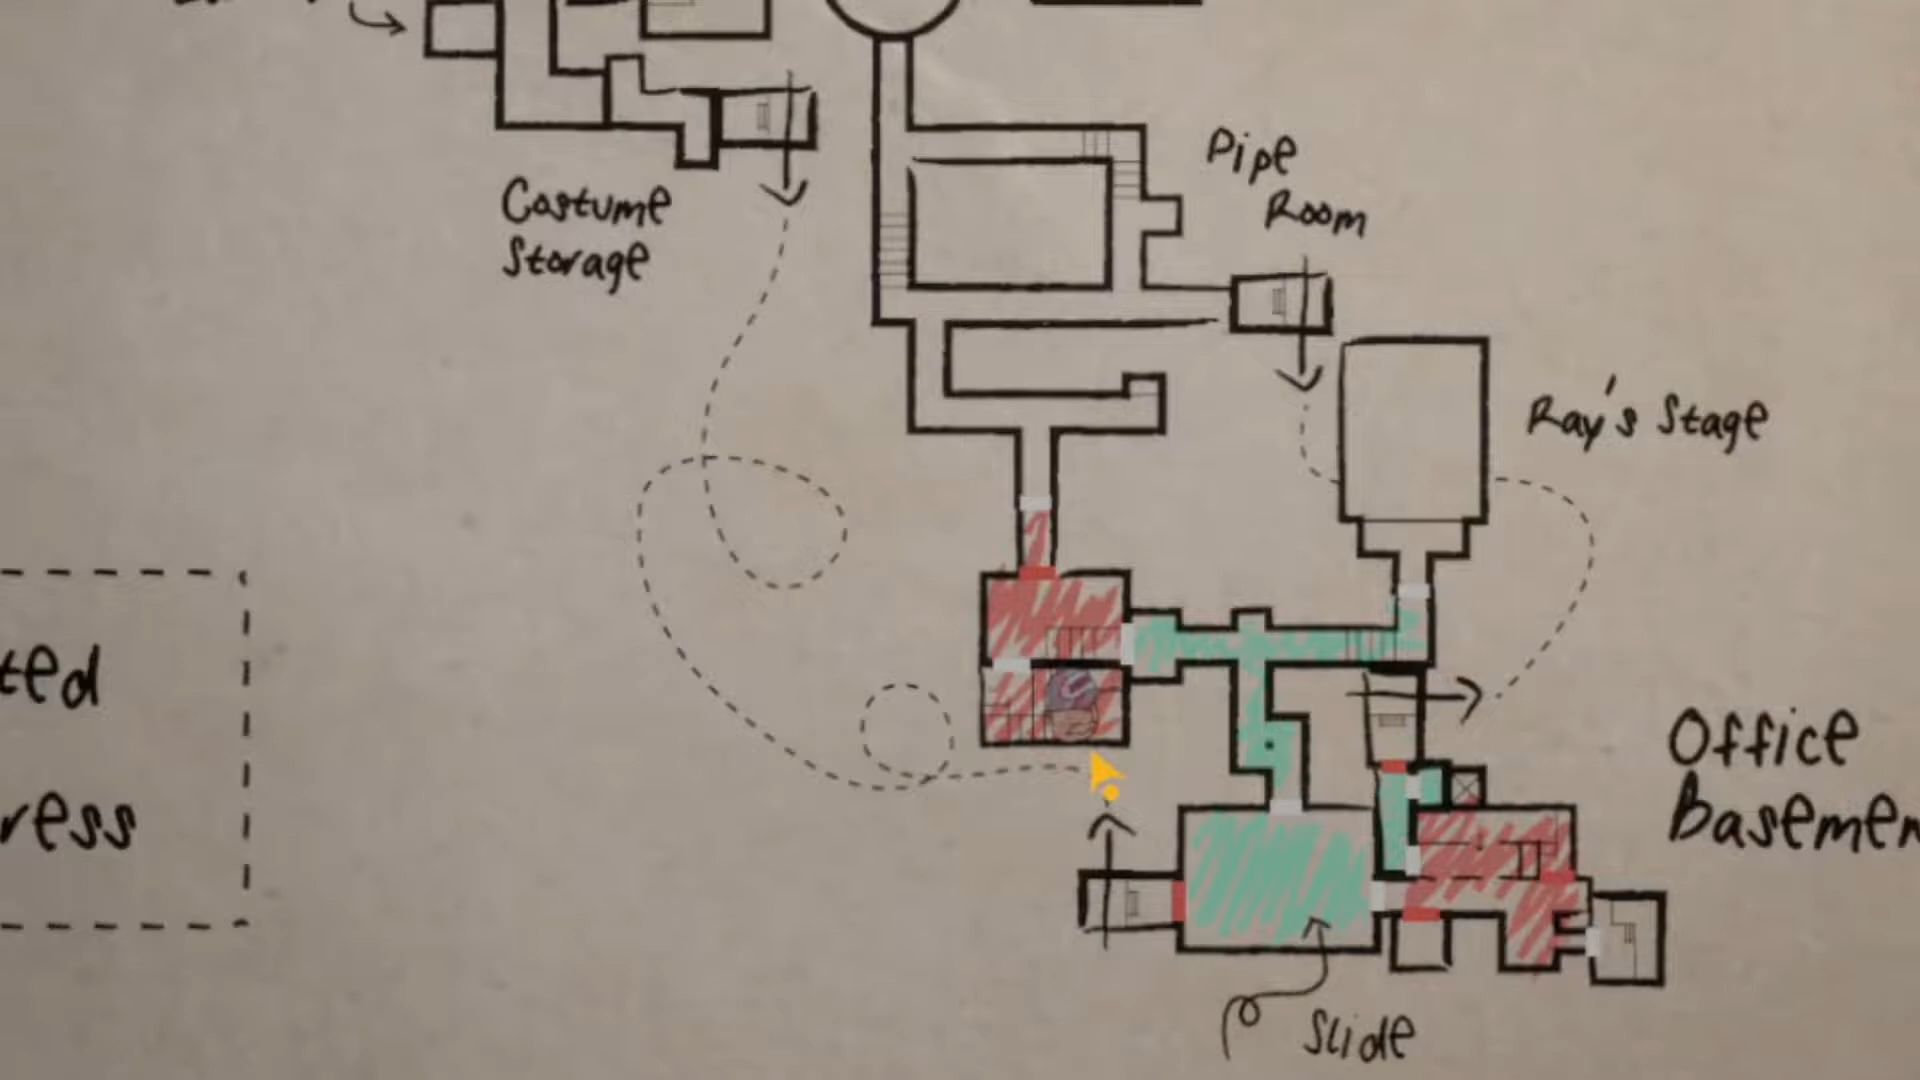 Costume
Storage
Pipe
Room
Ray's Stage
ted
ress
Office
Basemen
Slide